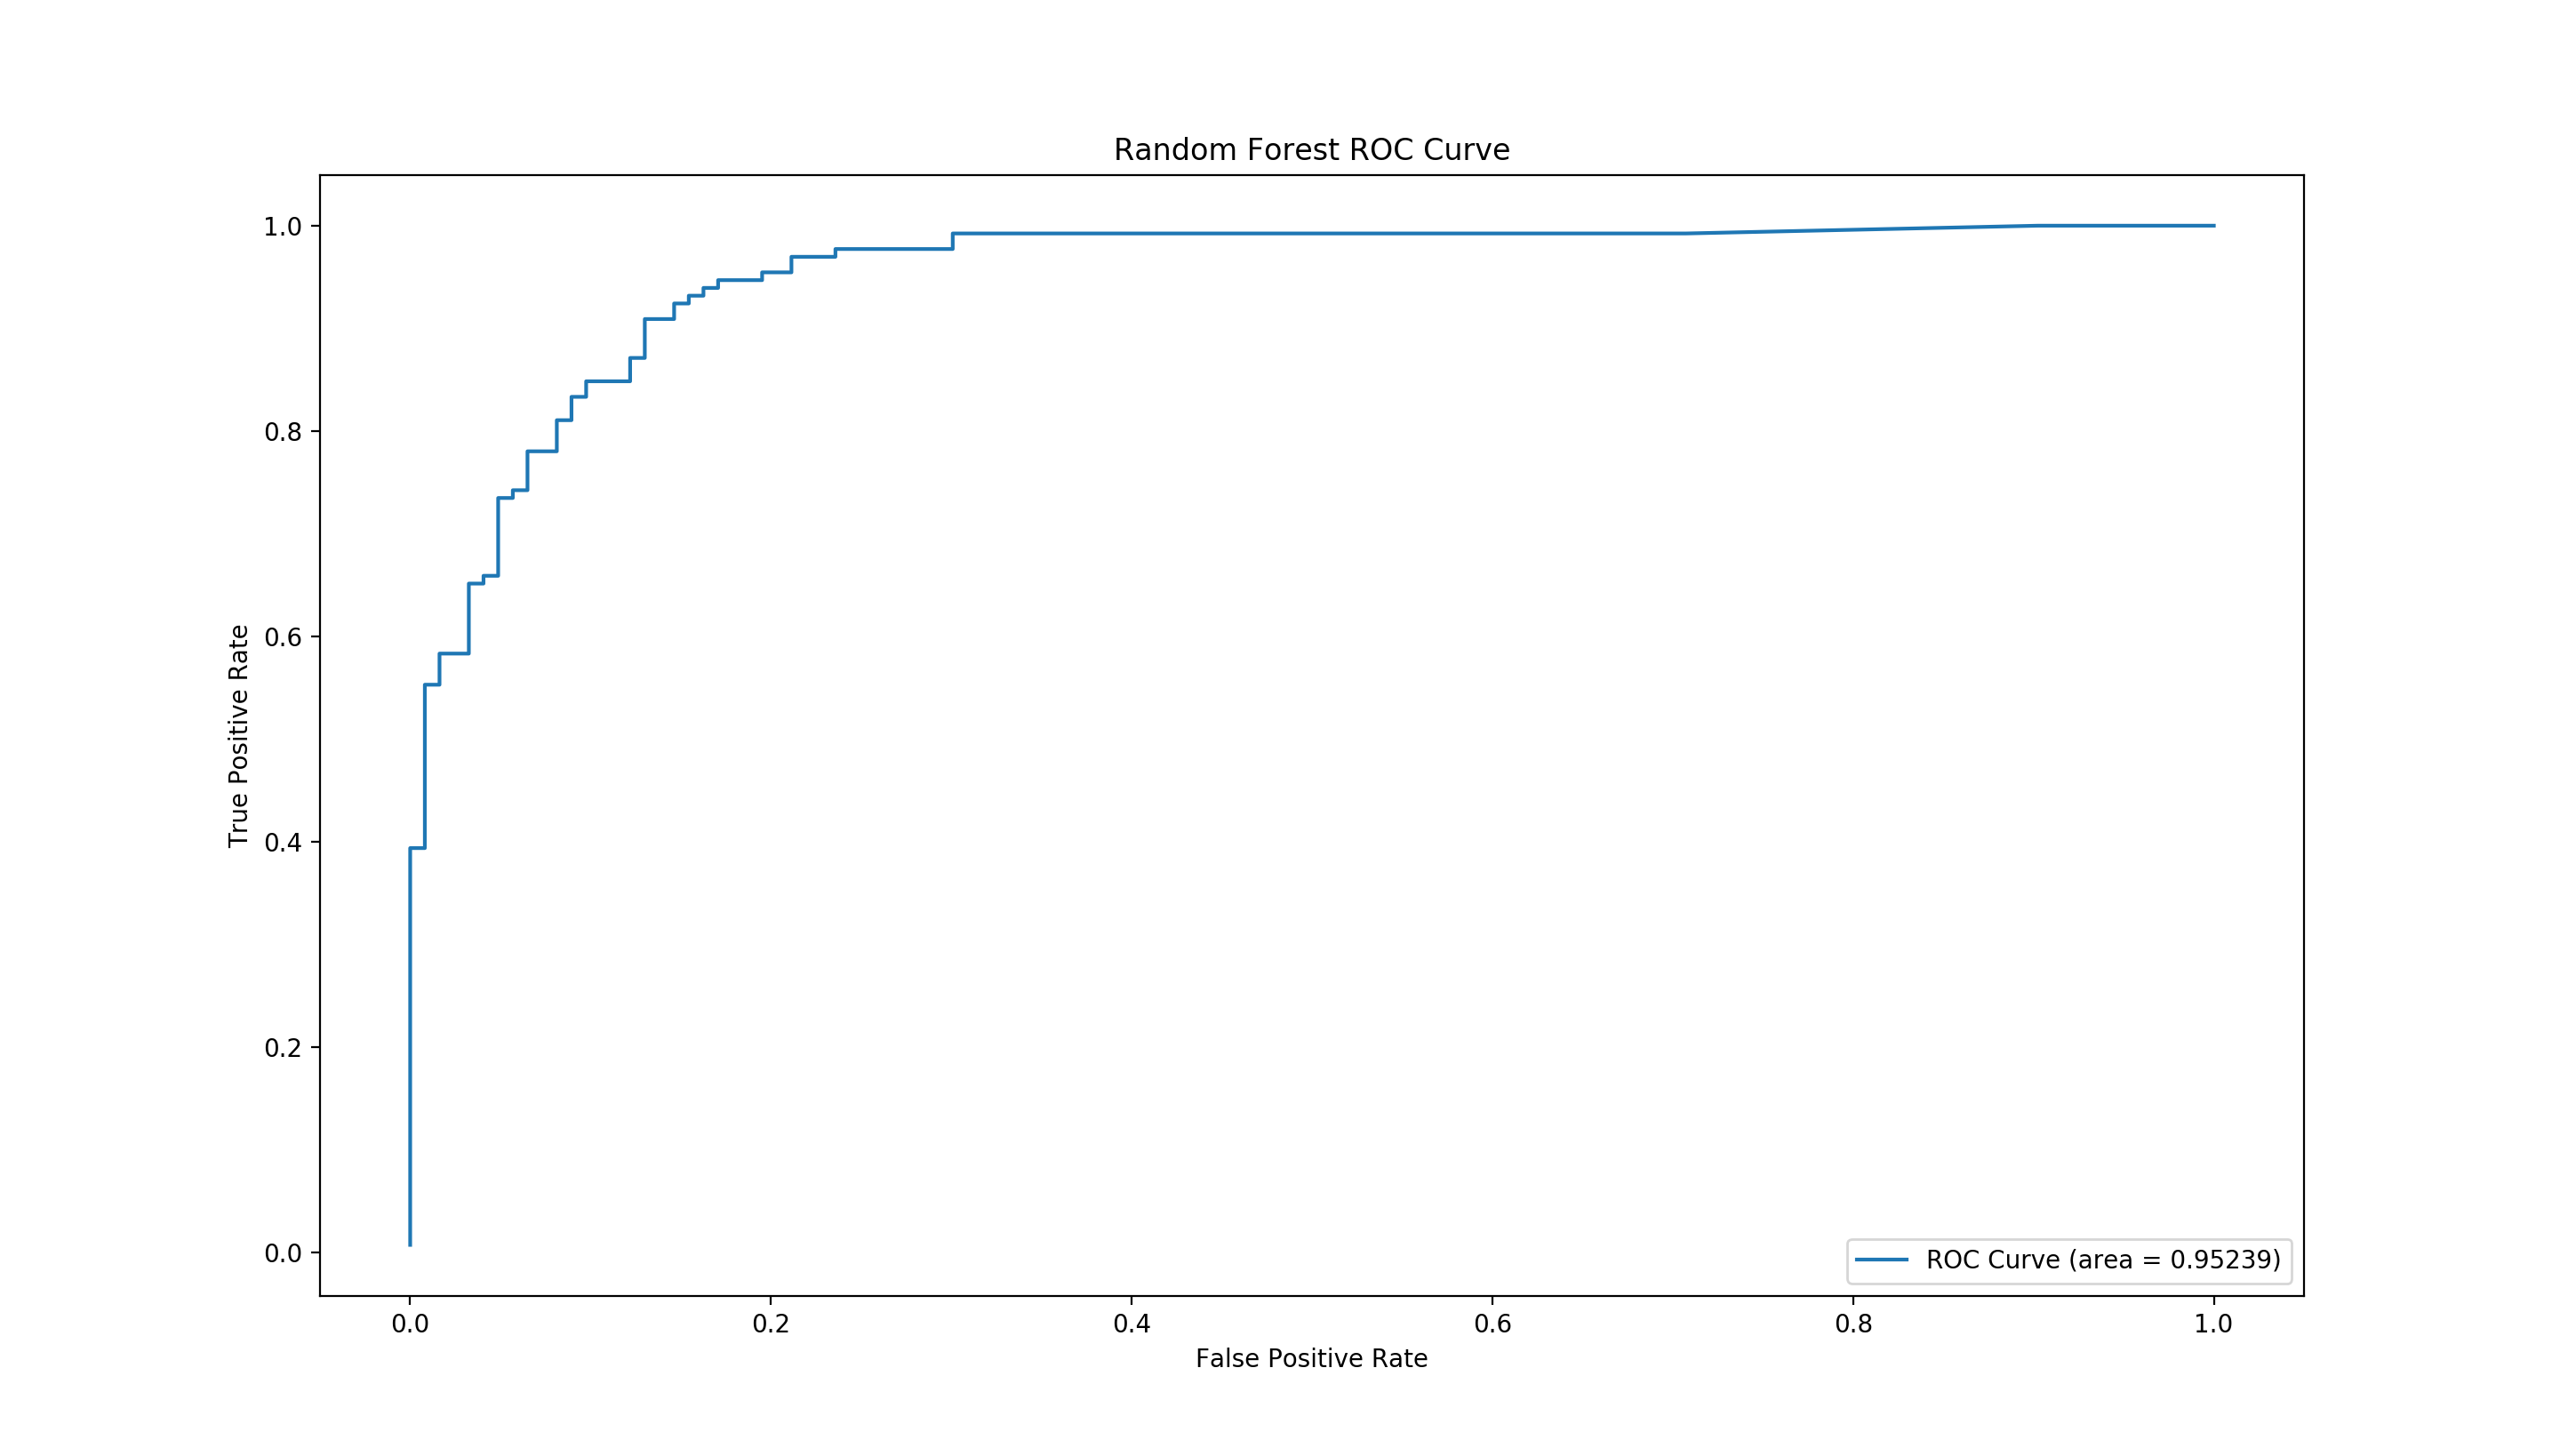 Random Forest ROC Curve
1.0
0.8
0.6
0.4
0.2
0.0
True Positive Rate
ROC Curve (area = 0.95239)
0.0 0.2 0.4 0.6 0.8 1.0
False Positive Rate